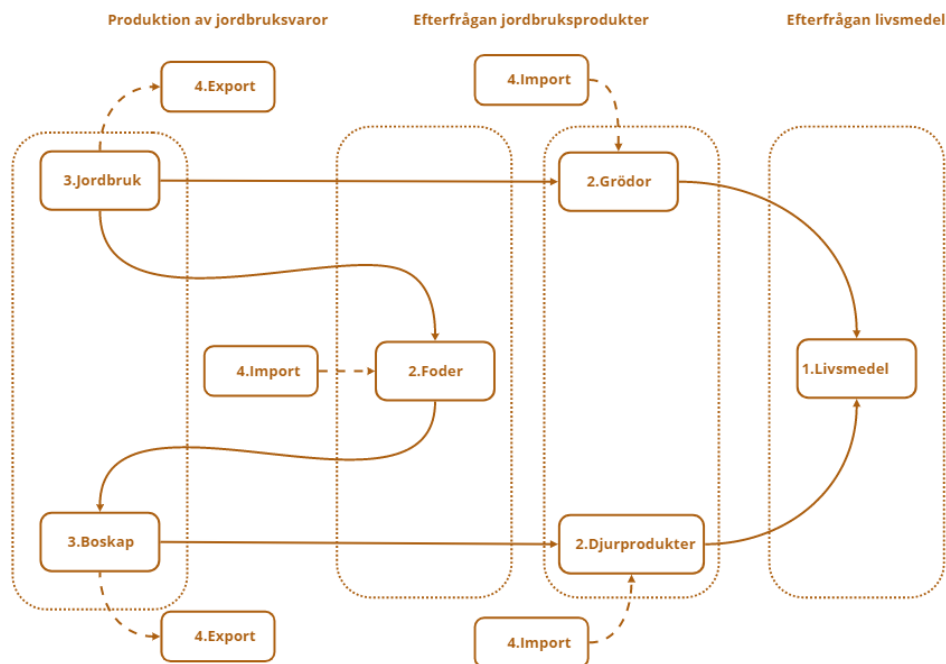 Produktion av jordbruksvaror
Efterfrågan jordbruksprodukter
Efterfrågan livsmedel
4.Export
4.Import
3.Jordbruk
2.Grödor
4.Import
2.Foder
1.Livsmedel
3.Boskap
2.Djurprodukter
4.Export
4.Import